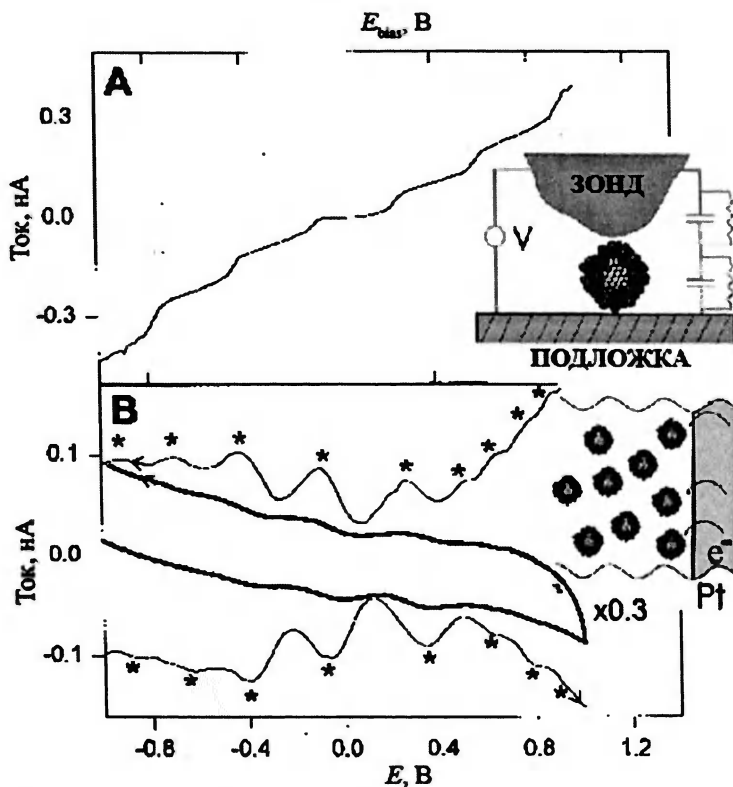 E_bias, В
A
Ток, нА
0.3
0.0
-0.3
ЗОНД
V
ПОДЛОЖКА
B
* * * * * * * * *
Ток, нА
0.1
0.0
-0.1
x0.3
e⁻
Pt
* * * * * * * * *
-0.8 -0.4 0.0 0.4 0.8 1.2
E, В